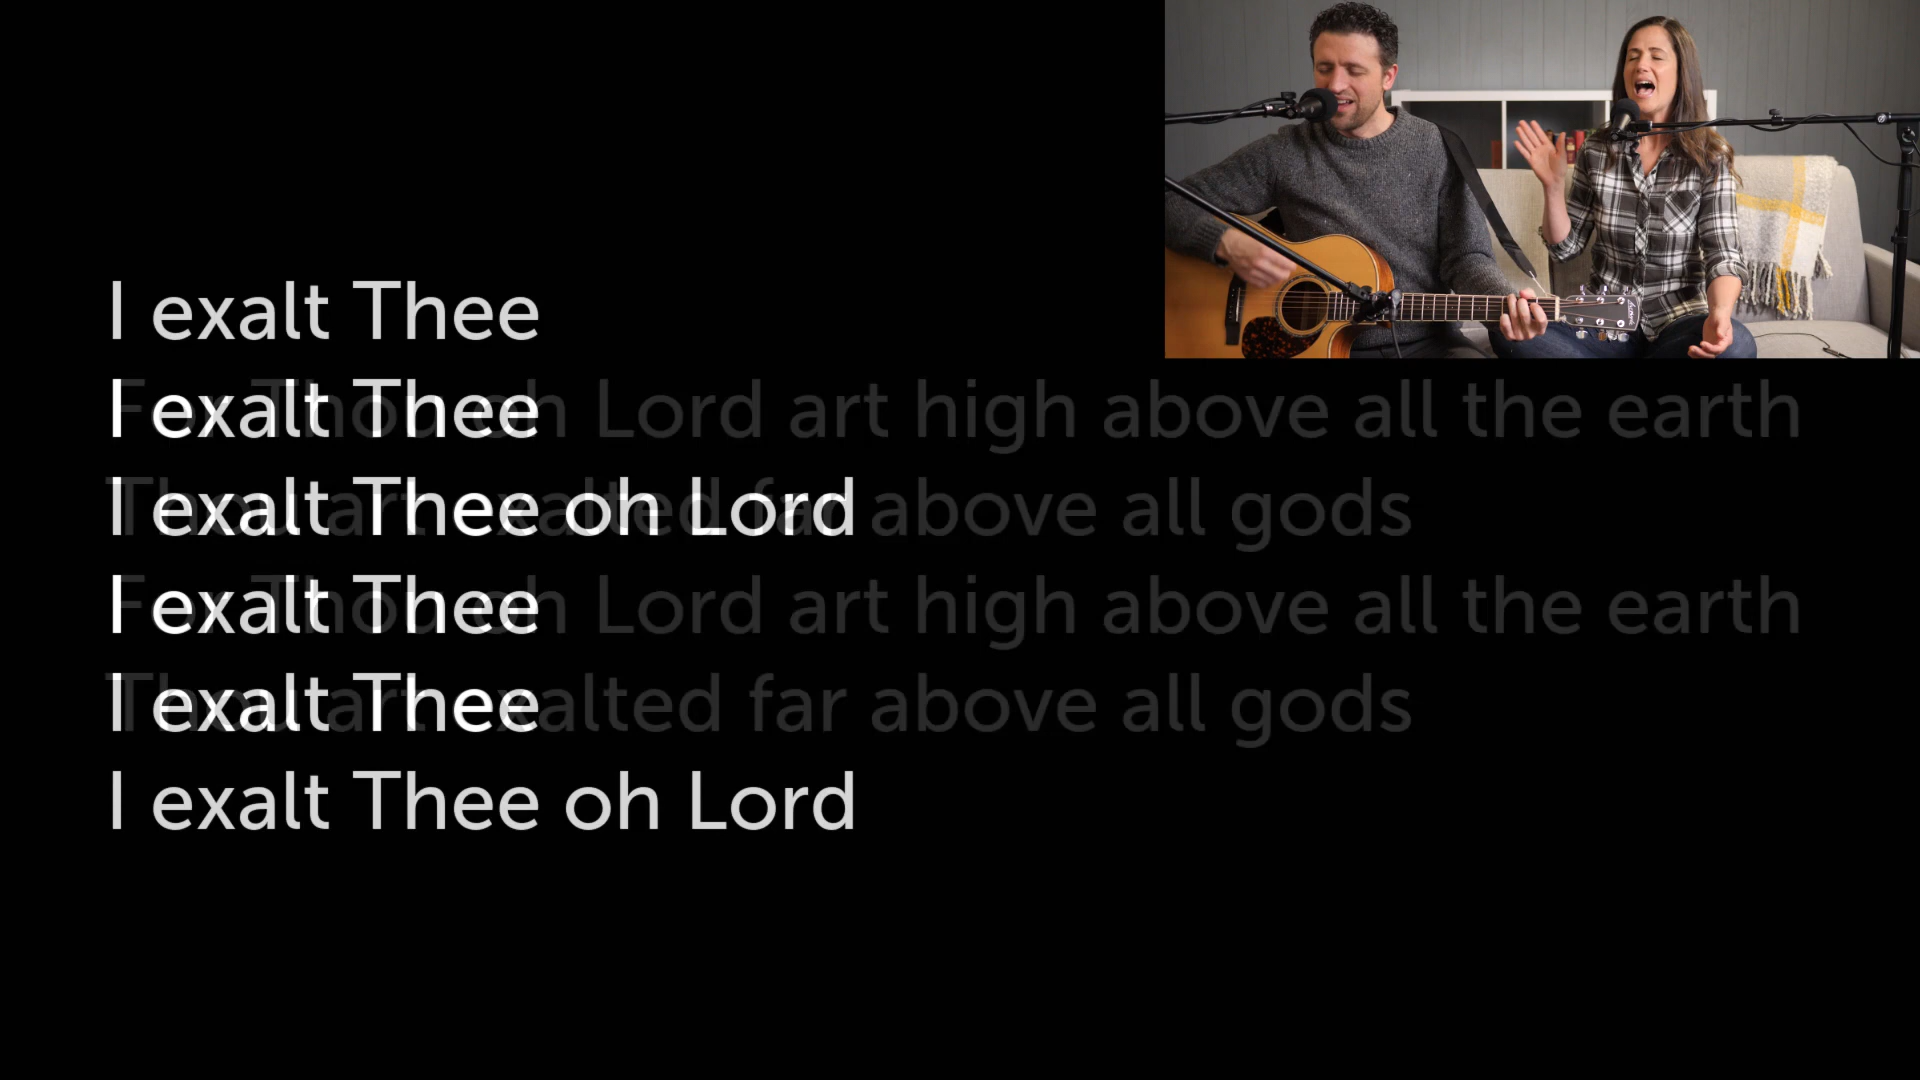 I exalt Thee
I exalt Thee
For Thou oh Lord art high above all the earth
I exalt Thee oh Lord
Thou art exalted far above all gods
I exalt Thee
For Thou oh Lord art high above all the earth
I exalt Thee
Thou art exalted far above all gods
I exalt Thee oh Lord